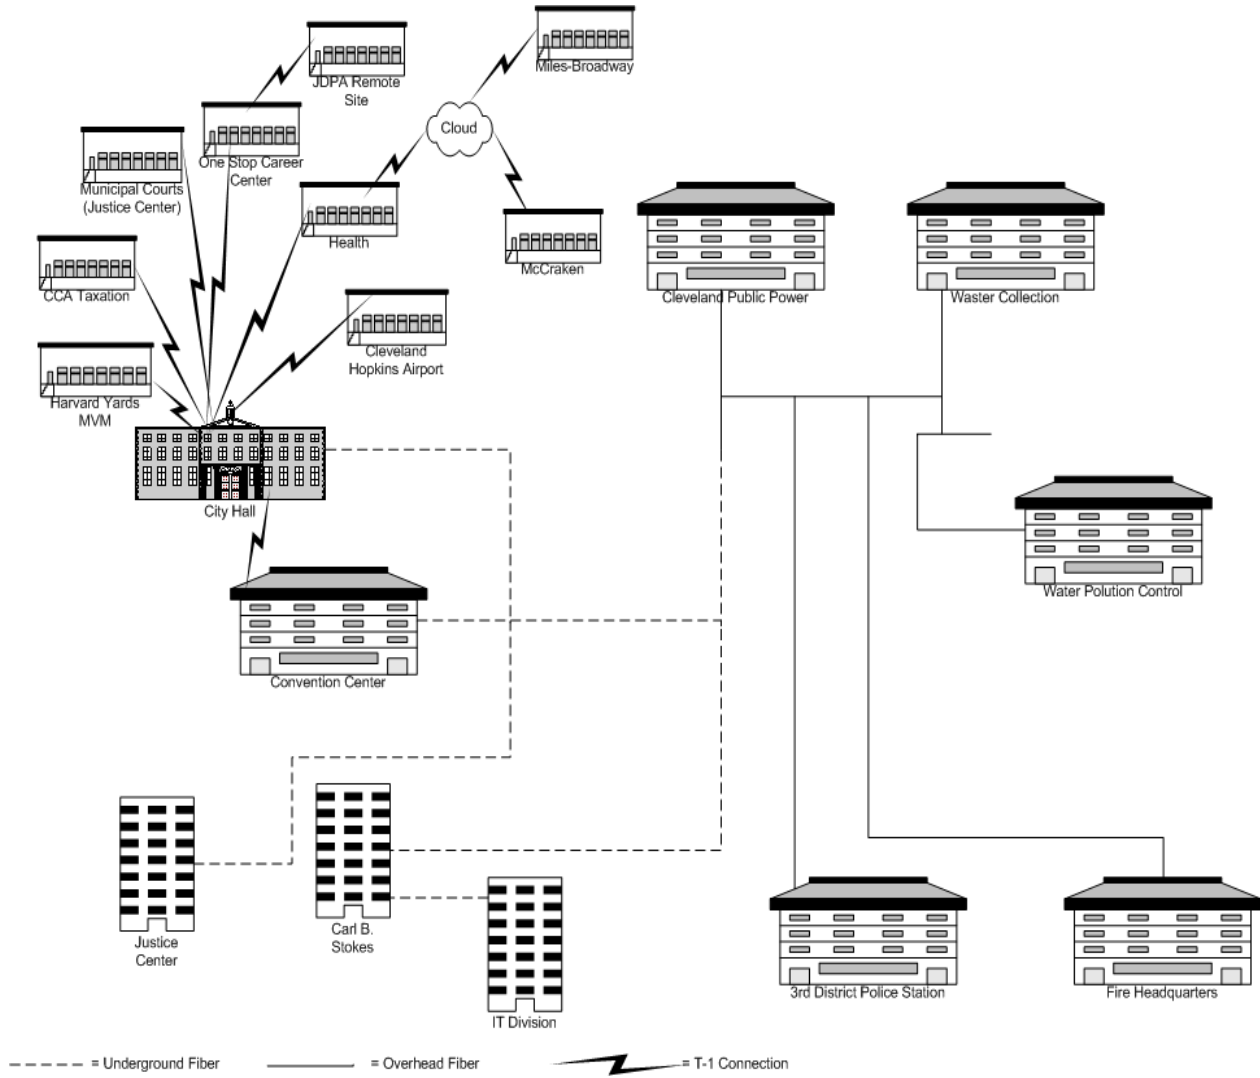 Miles-Broadway
JDPA Remote
Site
Cloud
One Stop Career
Center
Municipal Courts
(Justice Center)
Health
McCraken
CCA Taxation
Cleveland Public Power
Waster Collection
Cleveland
Hopkins Airport
Harvard Yards
MVM
City Hall
Water Polution Control
Convention Center
Justice
Center
Carl B.
Stokes
IT Division
3rd District Police Station
Fire Headquarters
= Underground Fiber
= Overhead Fiber
= T-1 Connection